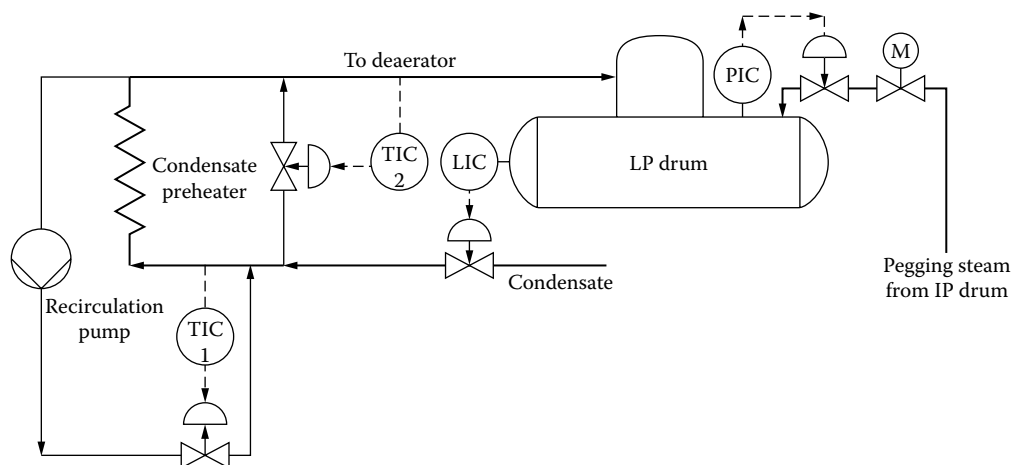 To deaerator
PIC
M
Condensate
preheater
TIC
2
LIC
LP drum
Condensate
Pegging steam
from IP drum
Recirculation
pump
TIC
1